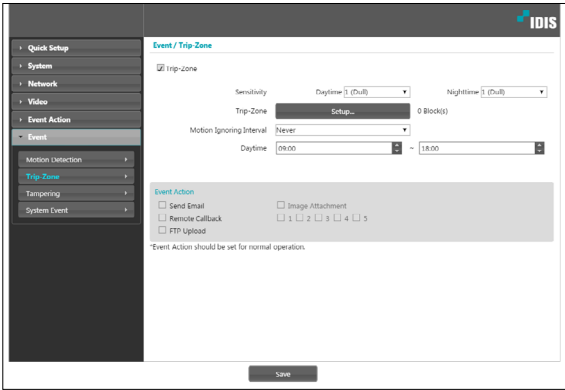 IDIS
Quick Setup
System
Network
Video
Event Action
Event
Motion Detection
Trip-Zone
Tampering
System Event
Event / Trip-Zone
Trip-Zone
Sensitivity Daytime 1 (Dull) Nighttime 1 (Dull)
Trip-Zone Setup... 0 Block(s)
Motion Ignoring Interval Never
Daytime 09:00 ~ 18:00
Event Action
Send Email Image Attachment
Remote Callback 1 2 3 4 5
FTP Upload
*Event Action should be set for normal operation.
Save